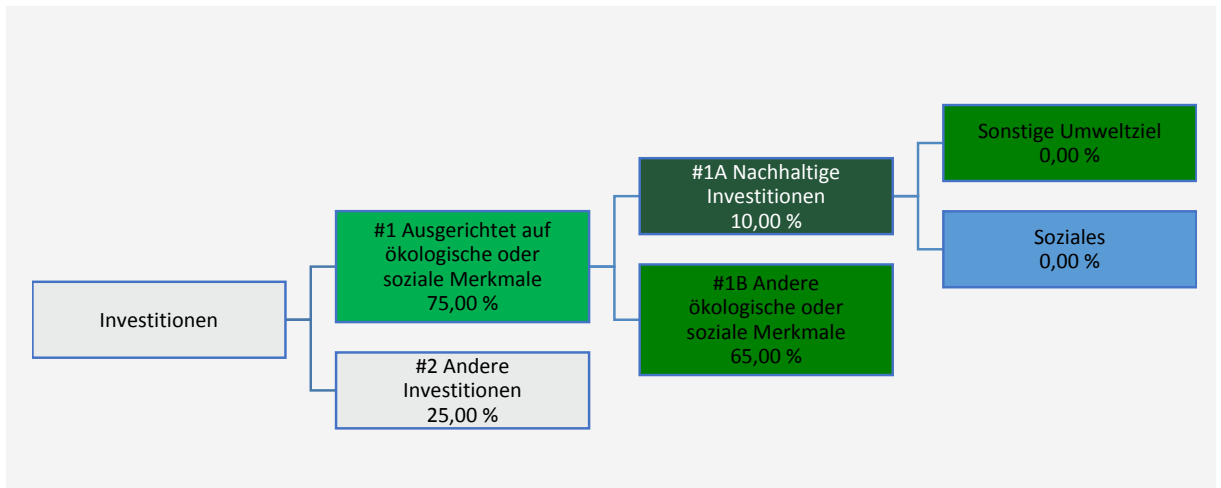 Investitionen
#1 Ausgerichtet auf
ökologische oder
soziale Merkmale
75,00 %
#2 Andere
Investitionen
25,00 %
#1A Nachhaltige
Investitionen
10,00 %
#1B Andere
ökologische oder
soziale Merkmale
65,00 %
Sonstige Umweltziel
0,00 %
Soziales
0,00 %